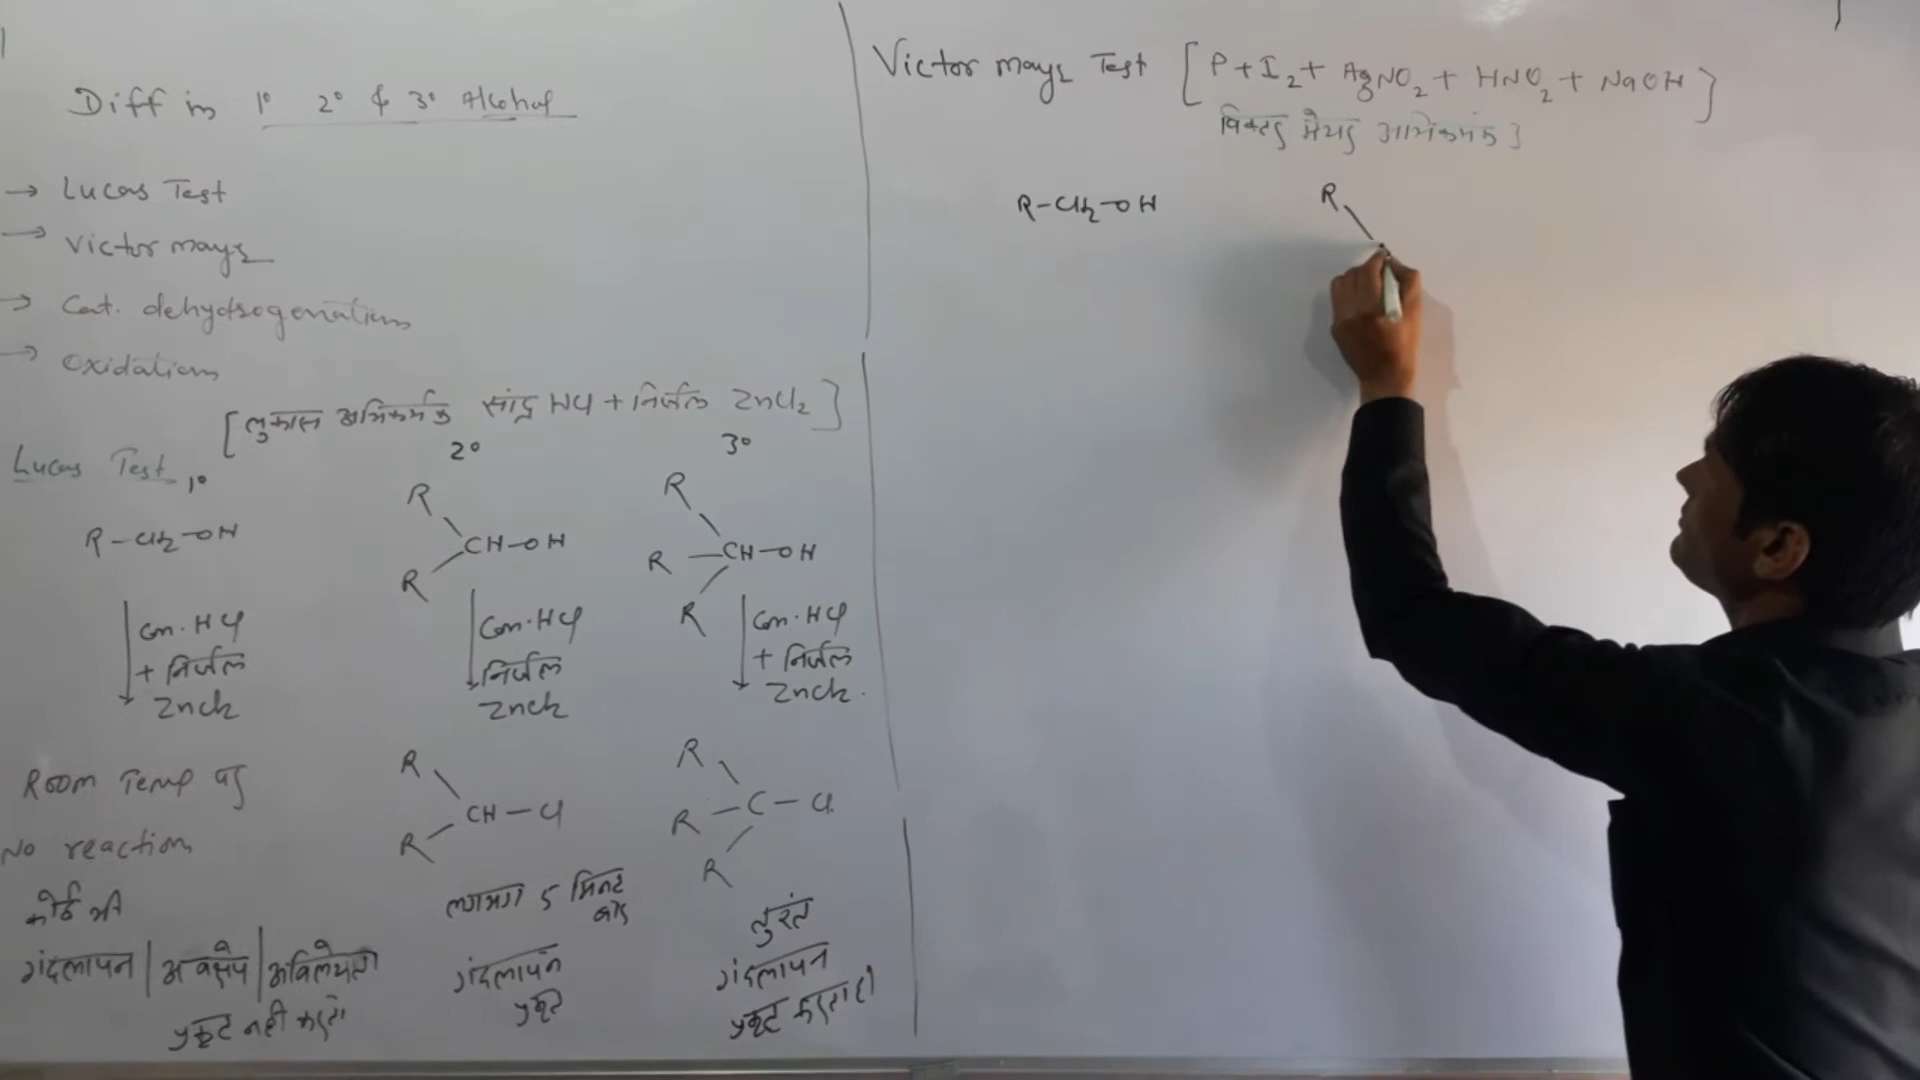 Diff in 1° 2° & 3° Alcohol
→ Lucas Test
→ Victor mayr
→ Cat. dehydrogenation
→ Oxidation
[लुकास अभिकर्मक सांद्र HCl + निर्जल ZnCl₂]
Lucas Test 1° 2° 3°
R-CH₂-OH
R
R
CH-OH
R
R
R
CH-OH
R
Con. HCl
+ निर्जल
ZnCl₂
Con. HCl
निर्जल
ZnCl₂
Con. HCl
+ निर्जल
ZnCl₂.
Room Temp पर
No reaction
कोई भी
गंदलापन | अवक्षेप | अविलेयता
प्रकट नहीं करते
R
CH - Cl
R
लगभग 5 मिनट
बाद
गंदलापन
प्रकट
R
R - C - Cl
R
तुरंत
गंदलापन
प्रकट करता है।
Victor mayr Test [P + I₂ + AgNO₂ + HNO₂ + NaOH]
विक्टर मेयर अभिकर्मक]
R-CH₂-OH
R